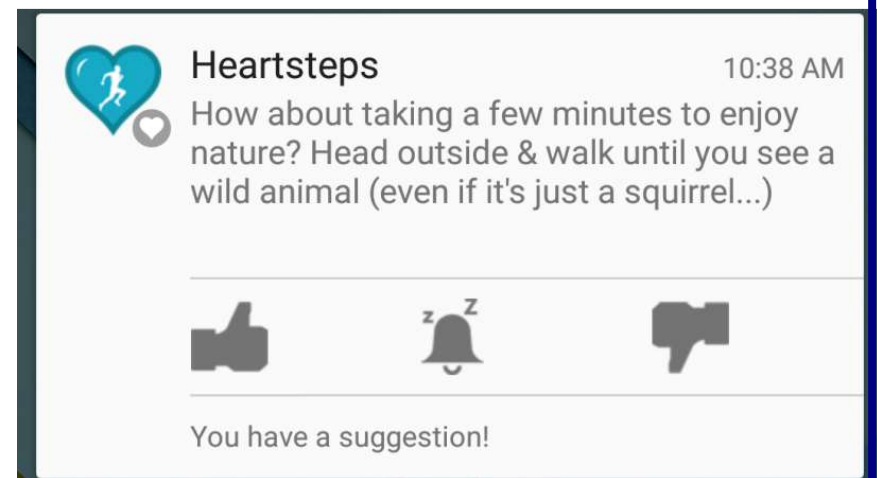 Heartsteps
10:38 AM
How about taking a few minutes to enjoy
nature? Head outside & walk until you see a
wild animal (even if it's just a squirrel...)
z z
You have a suggestion!